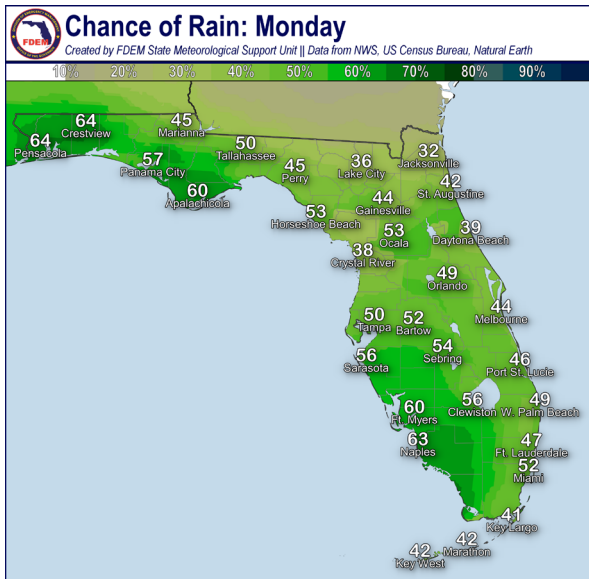 Chance of Rain: Monday
FDEM
Created by FDEM State Meteorological Support Unit || Data from NWS, US Census Bureau, Natural Earth
10% 20% 30% 40% 50% 60% 70% 80% 90%
64
Crestview
45
Marianna
64
Pensacola
50
Tallahassee
57
Panama City
45
Perry
36
Lake City
32
Jacksonville
60
Apalachicola
42
St. Augustine
44
Gainesville
53
Horseshoe Beach
53
Ocala
39
Daytona Beach
38
Crystal River
49
Orlando
44
Melbourne
50
Tampa
52
Bartow
56
Sarasota
54
Sebring
46
Port St. Lucie
60
Ft. Myers
56
Clewiston
49
W. Palm Beach
63
Naples
47
Ft. Lauderdale
52
Miami
41
Key Largo
42
Marathon
42
Key West